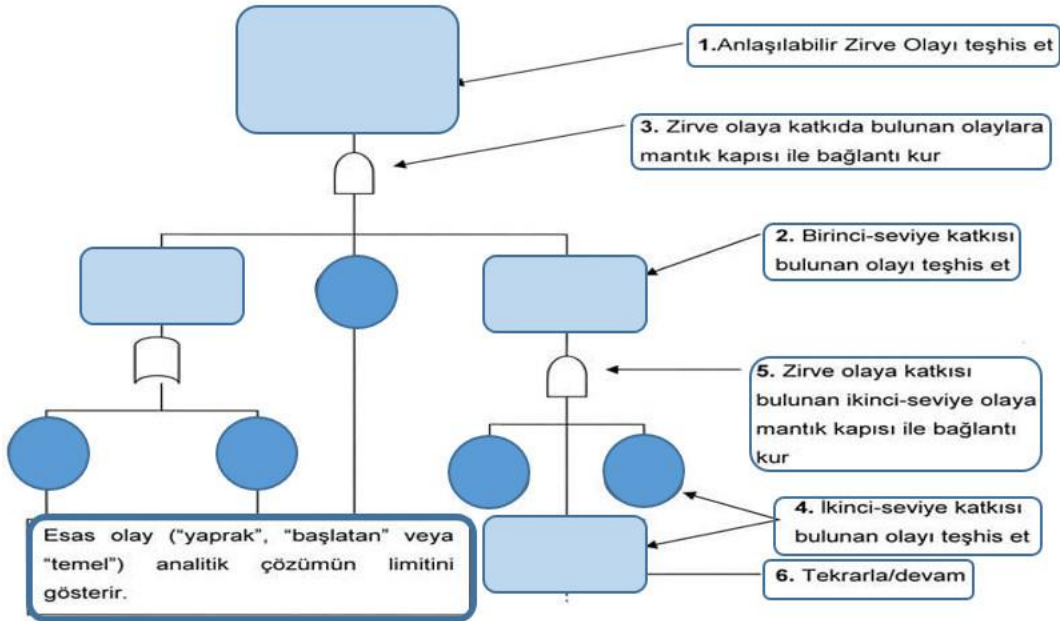 1.Anlaşılabilir Zirve Olayı teşhis et
3. Zirve olaya katkıda bulunan olaylara
mantık kapısı ile bağlantı kur
2. Birinci-seviye katkısı
bulunan olayı teşhis et
5. Zirve olaya katkısı
bulunan ikinci-seviye olaya
mantık kapısı ile bağlantı
kur
4. İkinci-seviye katkısı
bulunan olayı teşhis et
6. Tekrarla/devam
Esas olay (“yaprak”, “başlatan” veya
“temel”) analitik çözümün limitini
gösterir.